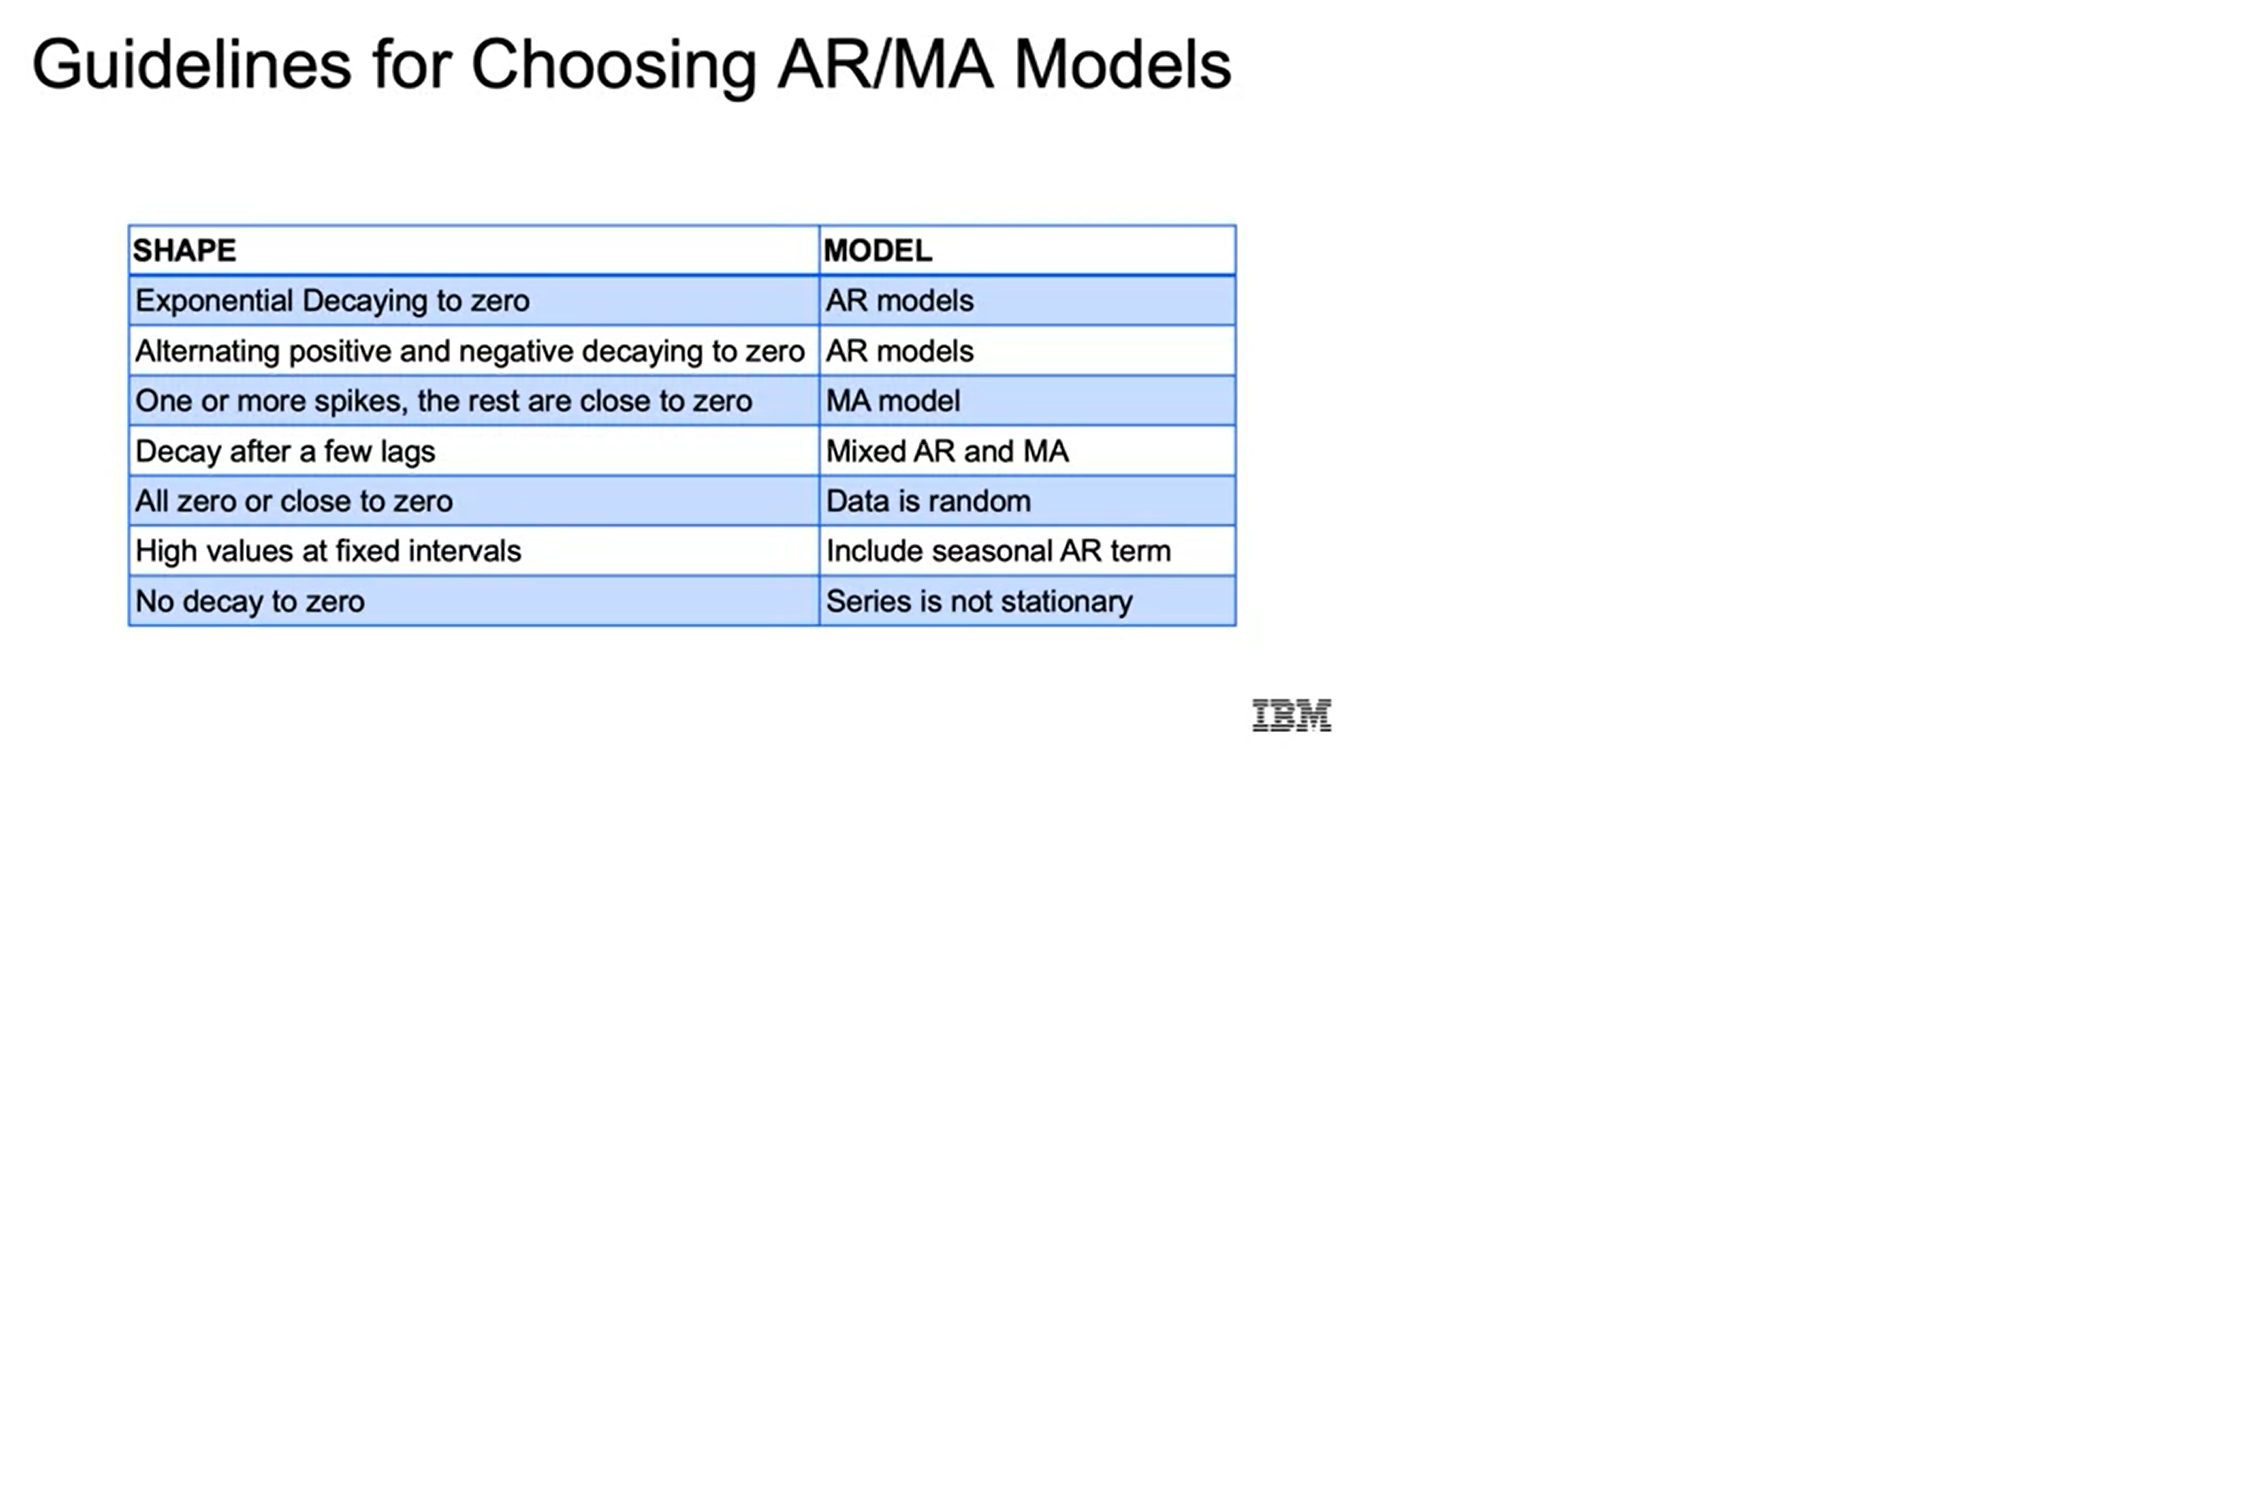 Guidelines for Choosing AR/MA Models
SHAPE MODEL
Exponential Decaying to zero AR models
Alternating positive and negative decaying to zero AR models
One or more spikes, the rest are close to zero MA model
Decay after a few lags Mixed AR and MA
All zero or close to zero Data is random
High values at fixed intervals Include seasonal AR term
No decay to zero Series is not stationary
IBM